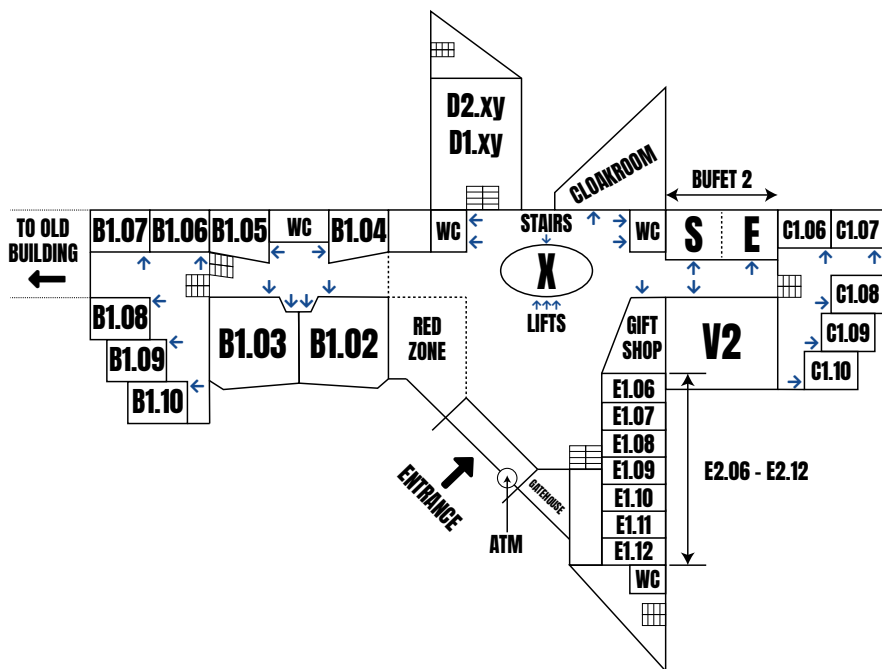 D2.xy
D1.xy
CLOAKROOM
BUFET 2
TO OLD
BUILDING
B1.07
B1.06
B1.05
WC
B1.04
WC
STAIRS
WC
S
E
C1.06
C1.07
X
LIFTS
B1.08
B1.09
B1.10
B1.03
B1.02
RED
ZONE
GIFT
SHOP
V2
C1.08
C1.09
C1.10
E1.06
E1.07
E1.08
E1.09
E1.10
E1.11
E1.12
E2.06 - E2.12
ENTRANCE
GATEHOUSE
ATM
WC